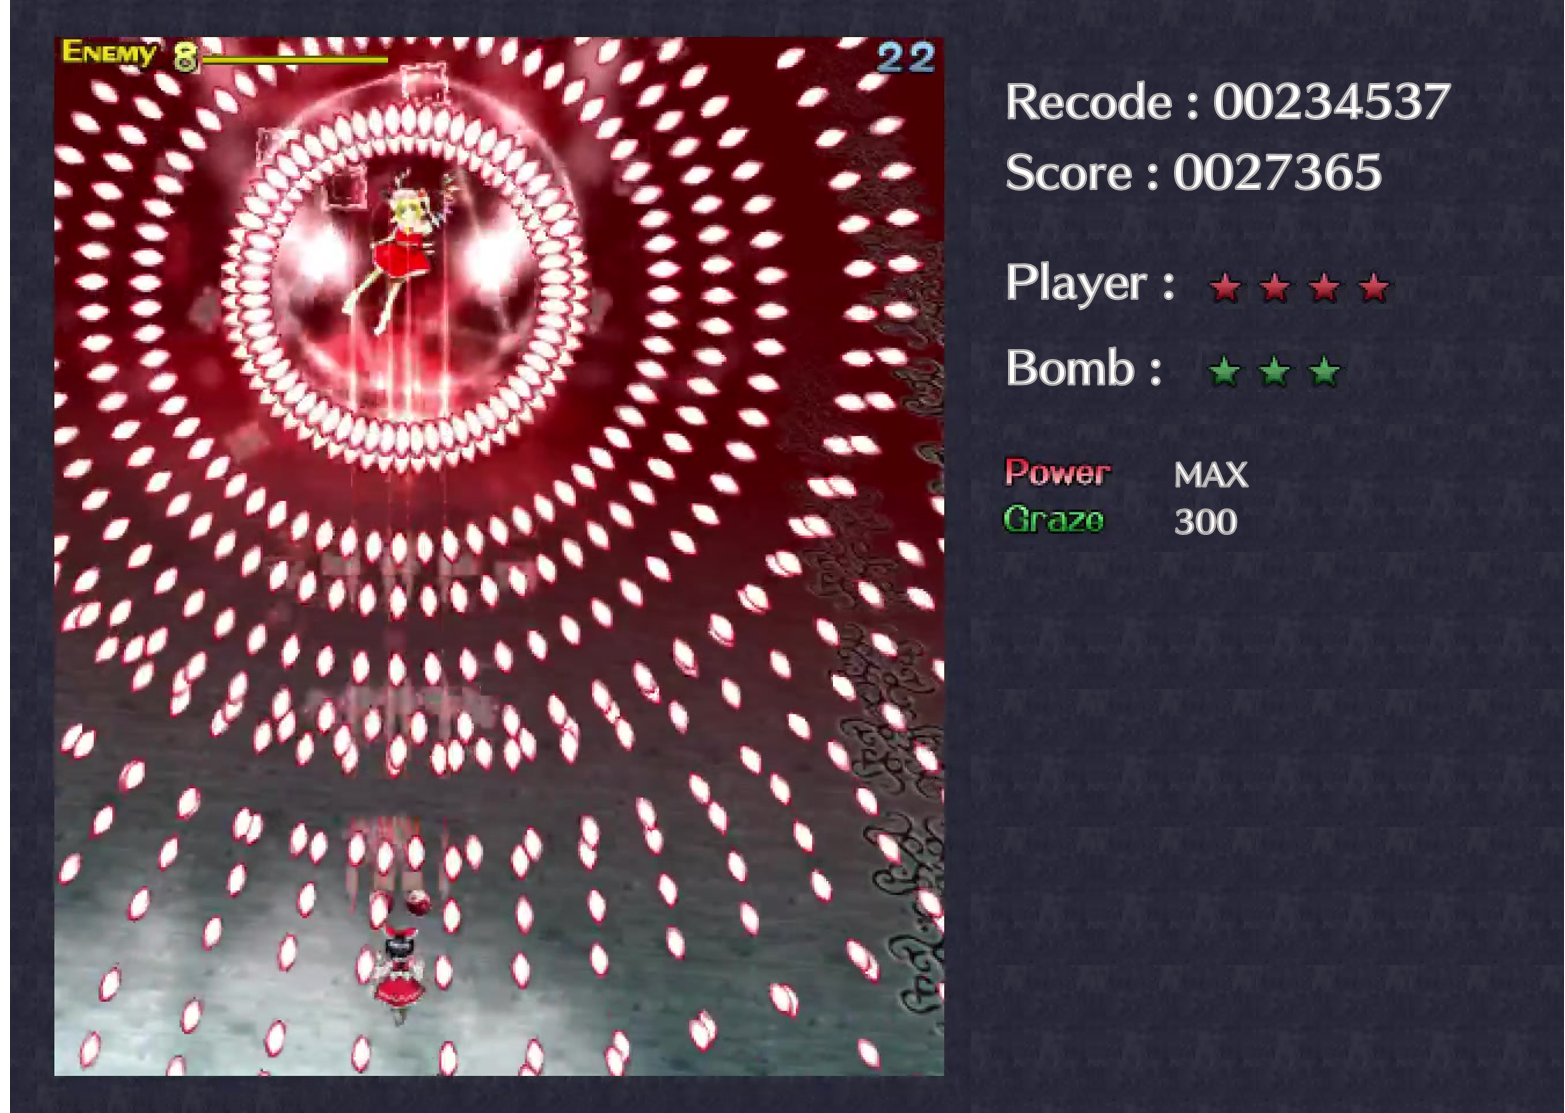 Enemy 8 22
Recode : 00234537
Score : 0027365
Player : ★ ★ ★ ★
Bomb : ★ ★ ★
Power MAX
Graze 300